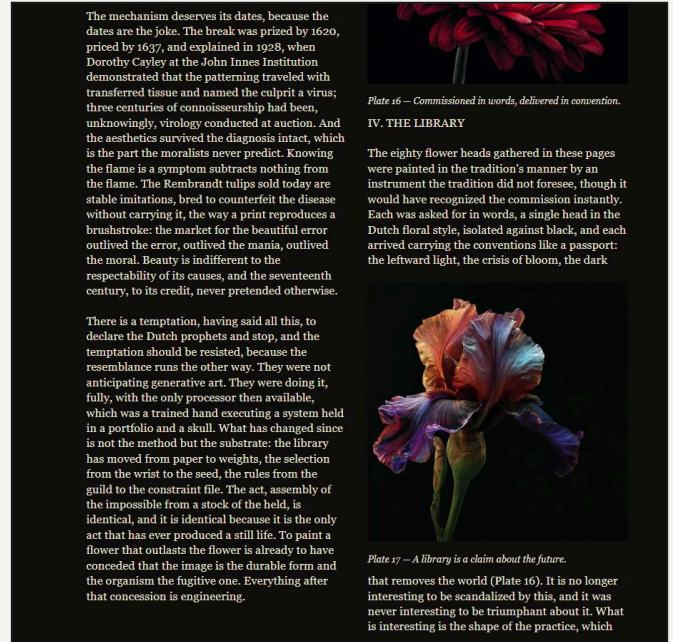 The mechanism deserves its dates, because the
dates are the joke. The break was prized by 1620,
priced by 1637, and explained in 1928, when
Dorothy Cayley at the John Innes Institution
demonstrated that the patterning traveled with
transferred tissue and named the culprit a virus;
three centuries of connoisseurship had been,
unknowingly, virology conducted at auction. And
the aesthetics survived the diagnosis intact, which
is the part the moralists never predict. Knowing
the flame is a symptom subtracts nothing from
the flame. The Rembrandt tulips sold today are
stable imitations, bred to counterfeit the disease
without carrying it, the way a print reproduces a
brushstroke: the market for the beautiful error
outlived the error, outlived the mania, outlived
the moral. Beauty is indifferent to the
respectability of its causes, and the seventeenth
century, to its credit, never pretended otherwise.
There is a temptation, having said all this, to
declare the Dutch prophets and stop, and the
temptation should be resisted, because the
resemblance runs the other way. They were not
anticipating generative art. They were doing it,
fully, with the only processor then available,
which was a trained hand executing a system held
in a portfolio and a skull. What has changed since
is not the method but the substrate: the library
has moved from paper to weights, the selection
from the wrist to the seed, the rules from the
guild to the constraint file. The act, assembly of
the impossible from a stock of the held, is
identical, and it is identical because it is the only
act that has ever produced a still life. To paint a
flower that outlasts the flower is already to have
conceded that the image is the durable form and
the organism the fugitive one. Everything after
that concession is engineering.
Plate 16 — Commissioned in words, delivered in convention.
IV. THE LIBRARY
The eighty flower heads gathered in these pages
were painted in the tradition's manner by an
instrument the tradition did not foresee, though it
would have recognized the commission instantly.
Each was asked for in words, a single head in the
Dutch floral style, isolated against black, and each
arrived carrying the conventions like a passport:
the leftward light, the crisis of bloom, the dark
Plate 17 — A library is a claim about the future.
that removes the world (Plate 16). It is no longer
interesting to be scandalized by this, and it was
never interesting to be triumphant about it. What
is interesting is the shape of the practice, which